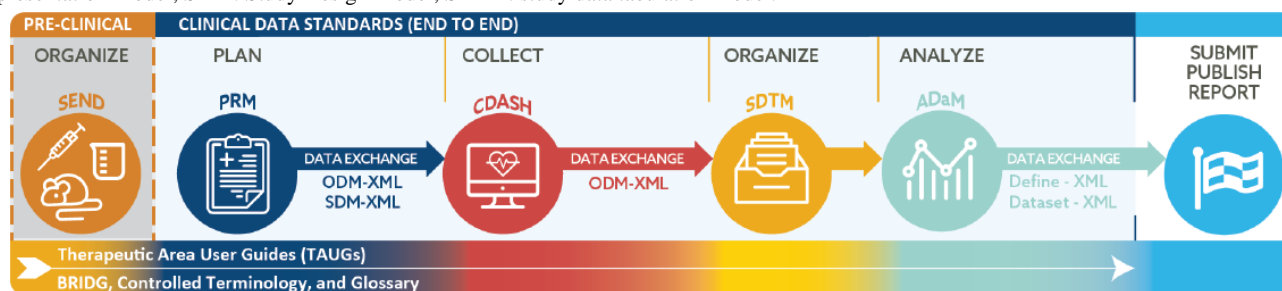 PRE-CLINICAL
CLINICAL DATA STANDARDS (END TO END)
ORGANIZE
PLAN
COLLECT
ORGANIZE
ANALYZE
SUBMIT
PUBLISH
REPORT
SEND
PRM
CDASH
SDTM
ADaM
DATA EXCHANGE
ODM-XML
SDM-XML
DATA EXCHANGE
ODM-XML
DATA EXCHANGE
Define - XML
Dataset - XML
Therapeutic Area User Guides (TAUGs)
BRIDG, Controlled Terminology, and Glossary